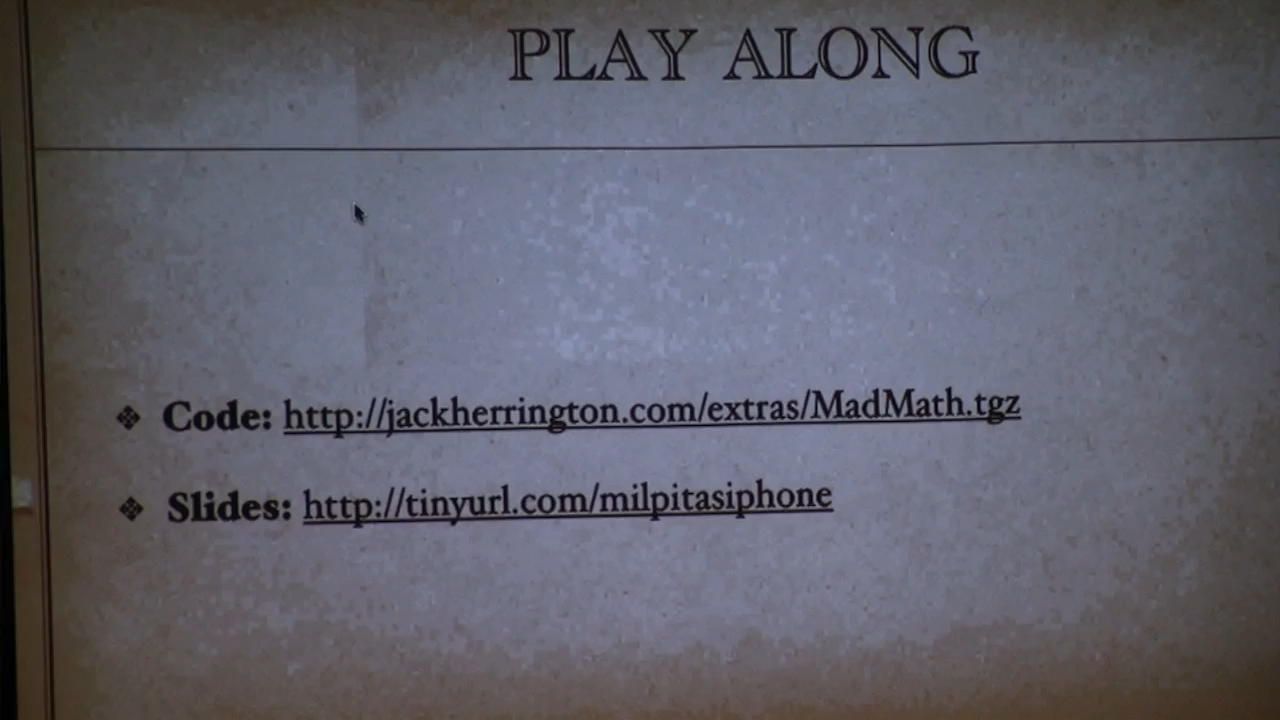 PLAY ALONG
❖ Code: http://jackherrington.com/extras/MadMath.tgz
❖ Slides: http://tinyurl.com/milpitasiphone